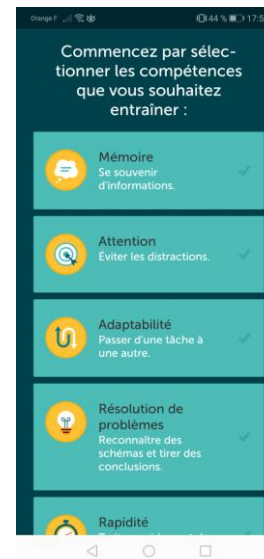 Orange F 44 % 17:5
Commencez par sélec-
tionner les compétences
que vous souhaitez
entraîner :
Mémoire
Se souvenir
d'informations.
Attention
Éviter les distractions.
Adaptabilité
Passer d'une tâche à
une autre.
Résolution de
problèmes
Reconnaître des
schémas et tirer des
conclusions.
Rapidité